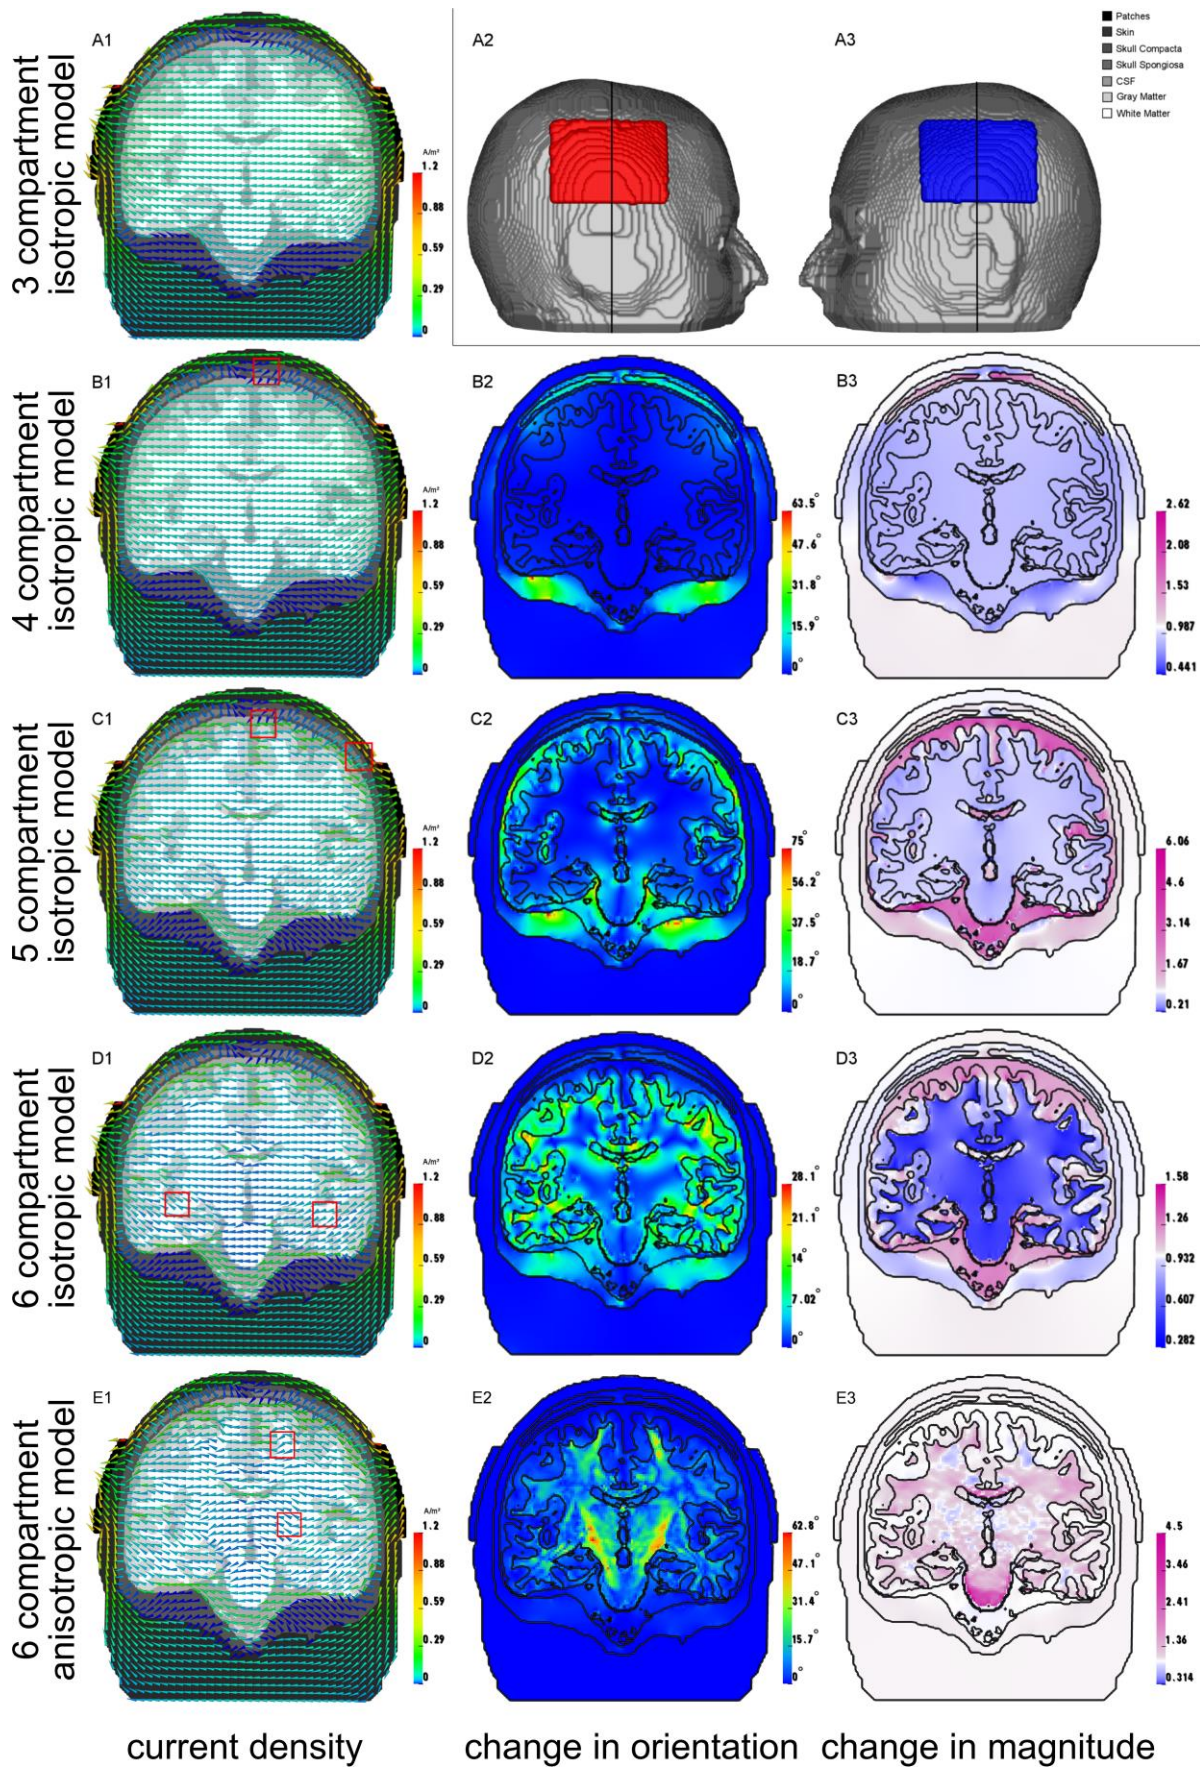 3 compartment
isotropic model
A1
A/m²
1.2
0.88
0.59
0.29
0
A2
A3
Patches
Skin
Skull Compacta
Skull Spongiosa
CSF
Gray Matter
White Matter
4 compartment
isotropic model
B1
A/m²
1.2
0.88
0.59
0.29
0
B2
63.5°
47.6°
31.8°
15.9°
0°
B3
2.62
2.08
1.53
0.987
0.441
5 compartment
isotropic model
C1
A/m²
1.2
0.88
0.59
0.29
0
C2
75°
56.2°
37.5°
18.7°
0°
C3
6.06
4.6
3.14
1.67
0.21
6 compartment
isotropic model
D1
A/m²
1.2
0.88
0.59
0.29
0
D2
28.1°
21.1°
14°
7.02°
0°
D3
1.58
1.26
0.932
0.607
0.282
6 compartment
anisotropic model
E1
A/m²
1.2
0.88
0.59
0.29
0
E2
62.8°
47.1°
31.4°
15.7°
0°
E3
4.5
3.46
2.41
1.36
0.314
current density
change in orientation
change in magnitude